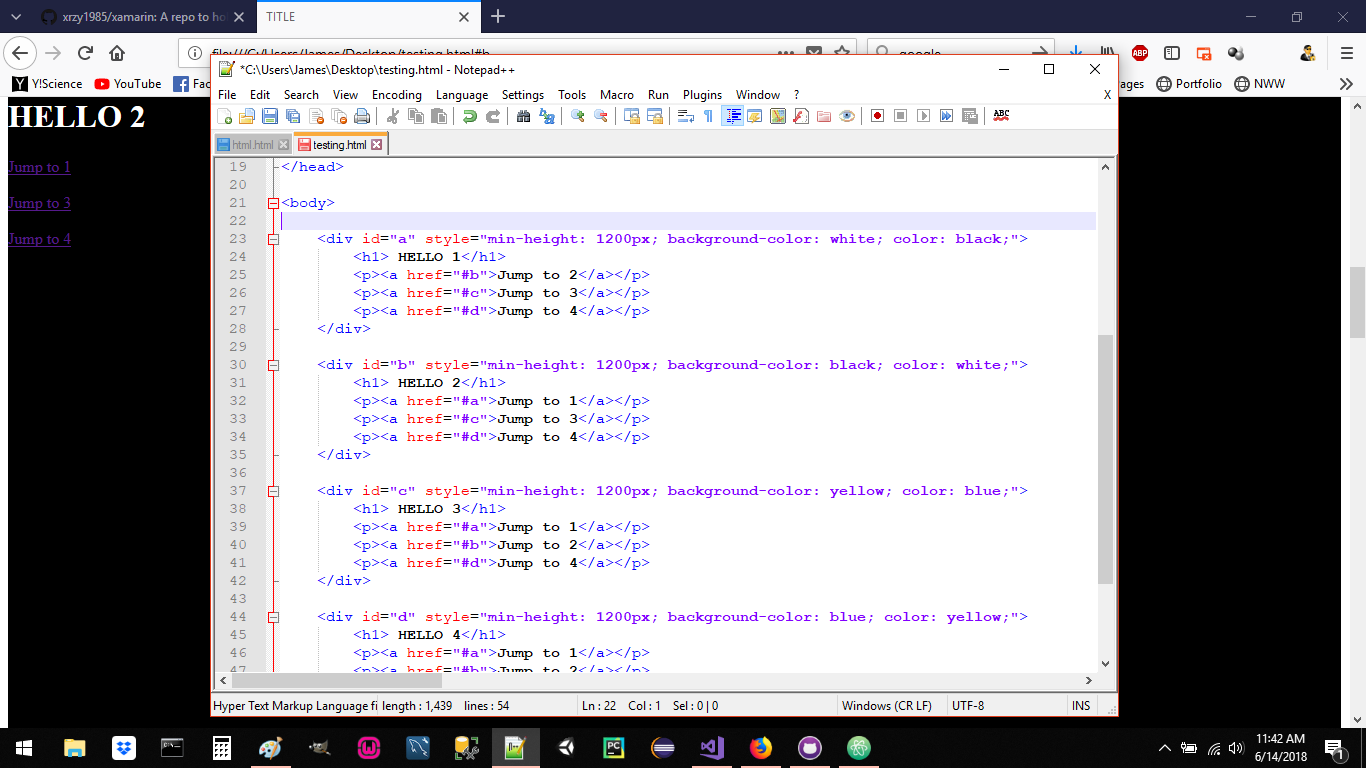 xrzy1985/xamarin: A repo to ho
TITLE
file:///C:/Users/James/Desktop/testing.html#b
google
ABP
Y!Science
YouTube
Fac
ages
Portfolio
NWW
HELLO 2
Jump to 1
Jump to 3
Jump to 4
*C:\Users\James\Desktop\testing.html - Notepad++
File Edit Search View Encoding Language Settings Tools Macro Run Plugins Window ? X
ABC
html.html
testing.html
19 </head>
20
21 <body>
22
23 <div id="a" style="min-height: 1200px; background-color: white; color: black;">
24 <h1> HELLO 1</h1>
25 <p><a href="#b">Jump to 2</a></p>
26 <p><a href="#c">Jump to 3</a></p>
27 <p><a href="#d">Jump to 4</a></p>
28 </div>
29
30 <div id="b" style="min-height: 1200px; background-color: black; color: white;">
31 <h1> HELLO 2</h1>
32 <p><a href="#a">Jump to 1</a></p>
33 <p><a href="#c">Jump to 3</a></p>
34 <p><a href="#d">Jump to 4</a></p>
35 </div>
36
37 <div id="c" style="min-height: 1200px; background-color: yellow; color: blue;">
38 <h1> HELLO 3</h1>
39 <p><a href="#a">Jump to 1</a></p>
40 <p><a href="#b">Jump to 2</a></p>
41 <p><a href="#d">Jump to 4</a></p>
42 </div>
43
44 <div id="d" style="min-height: 1200px; background-color: blue; color: yellow;">
45 <h1> HELLO 4</h1>
46 <p><a href="#a">Jump to 1</a></p>
47 <p><a href="#b">Jump to 2</a></p>
Hyper Text Markup Language fi length : 1,439 lines : 54 Ln : 22 Col : 1 Sel : 0 | 0 Windows (CR LF) UTF-8 INS
PC
11:42 AM
6/14/2018
1